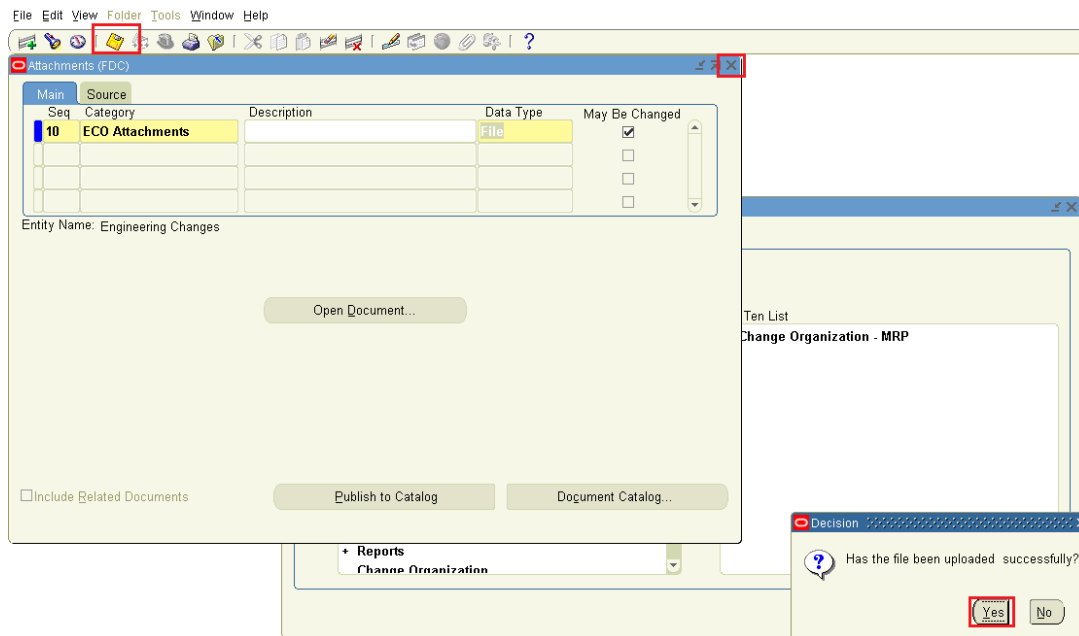 File Edit View Folder Tools Window Help
?
Attachments (FDC)
Main Source
Seq Category Description Data Type May Be Changed
10 ECO Attachments File
Entity Name: Engineering Changes
Open Document...
Ten List
Change Organization - MRP
Include Related Documents Publish to Catalog Document Catalog...
Decision
+ Reports
Has the file been uploaded successfully?
Change Organization
Yes No